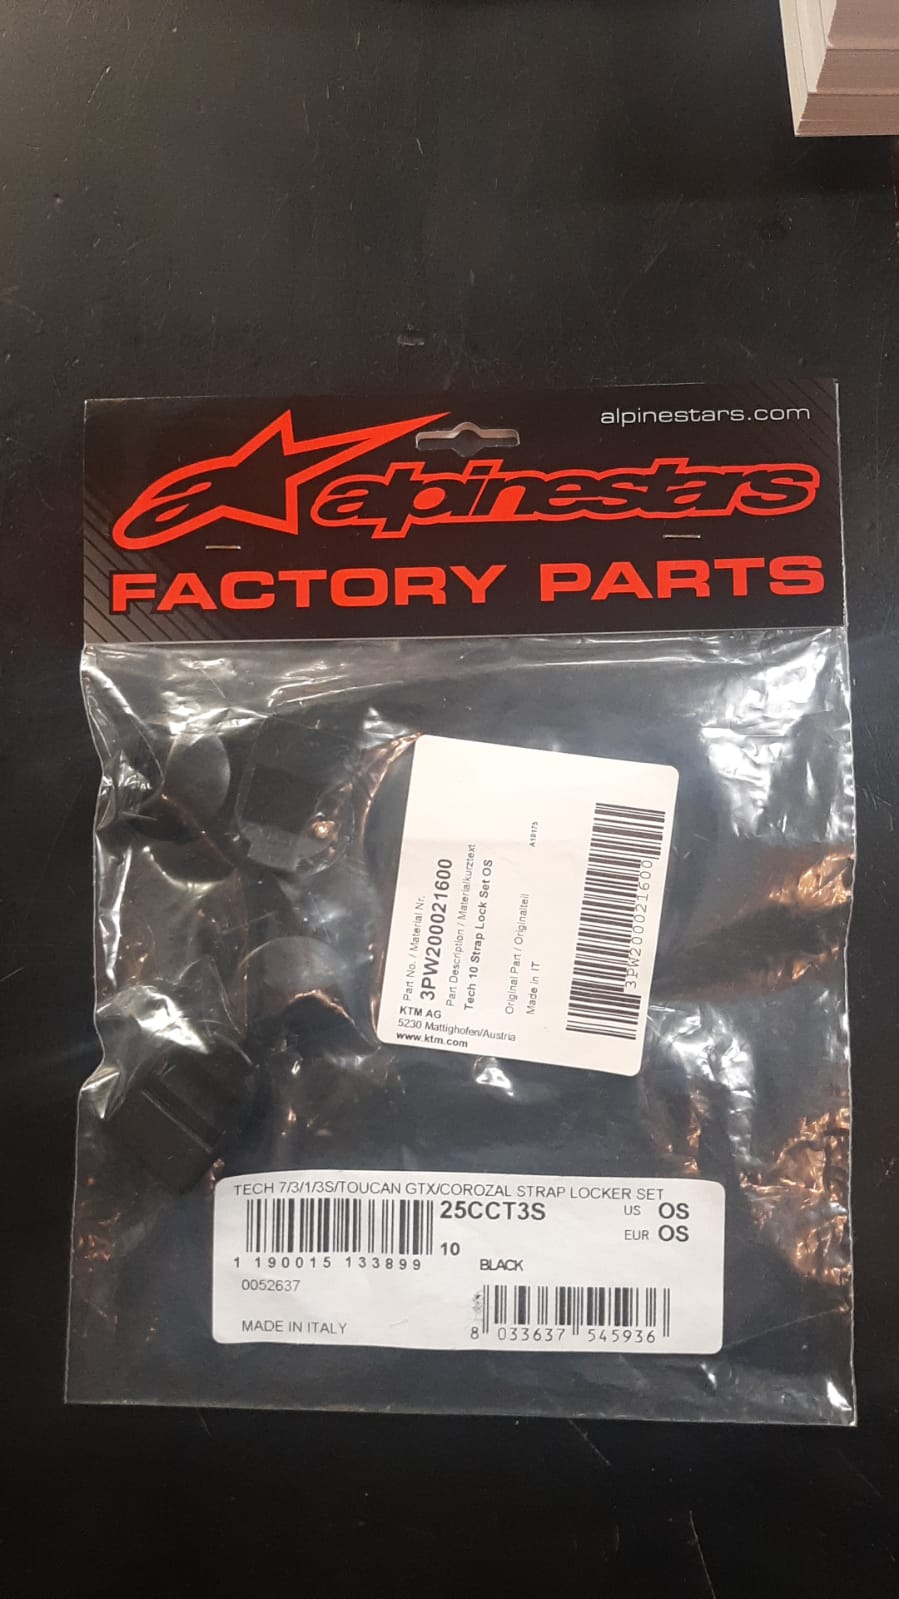 alpinestars.com
alpinestars
FACTORY PARTS
Part No. / Material Nr.
3PW200021600
Part Description / Materialkurztext
Tech 10 Strap Lock Set OS
Original Part / Originalteil
Made in IT
A18175
KTM AG
5230 Mattighofen/Austria
www.ktm.com
3PW200021600
TECH 7/3/1/3S/TOUCAN GTX/COROZAL STRAP LOCKER SET
25CCT3S
US OS
EUR OS
10
1 190015 133899
BLACK
0052637
MADE IN ITALY
8 033637 545936